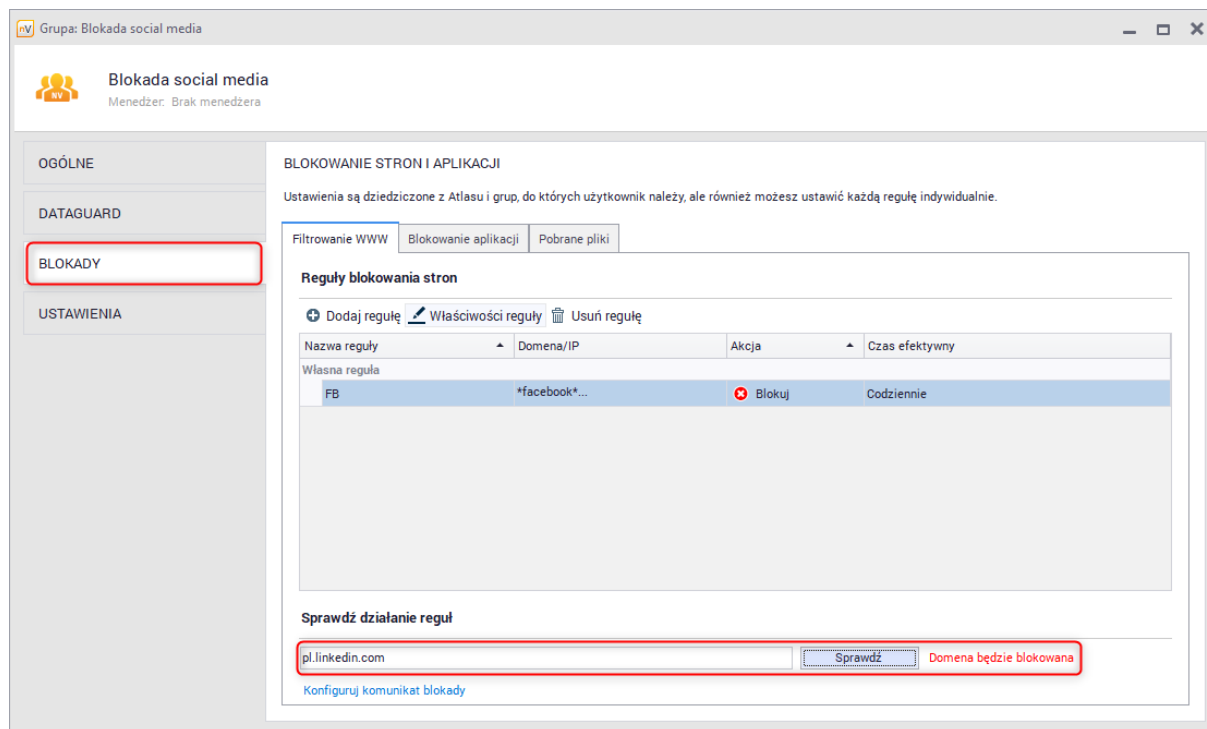 nV Grupa: Blokada social media
Blokada social media
NV
Menedżer: Brak menedżera
OGÓLNE
DATAGUARD
BLOKADY
USTAWIENIA
BLOKOWANIE STRON I APLIKACJI
Ustawienia są dziedziczone z Atlasu i grup, do których użytkownik należy, ale również możesz ustawić każdą regułę indywidualnie.
Filtrowanie WWW Blokowanie aplikacji Pobrane pliki
Reguły blokowania stron
Dodaj regułę Właściwości reguły Usuń regułę
Nazwa reguły Domena/IP Akcja Czas efektywny
Własna reguła
FB *facebook*... Blokuj Codziennie
Sprawdź działanie reguł
pl.linkedin.com Sprawdź Domena będzie blokowana
Konfiguruj komunikat blokady